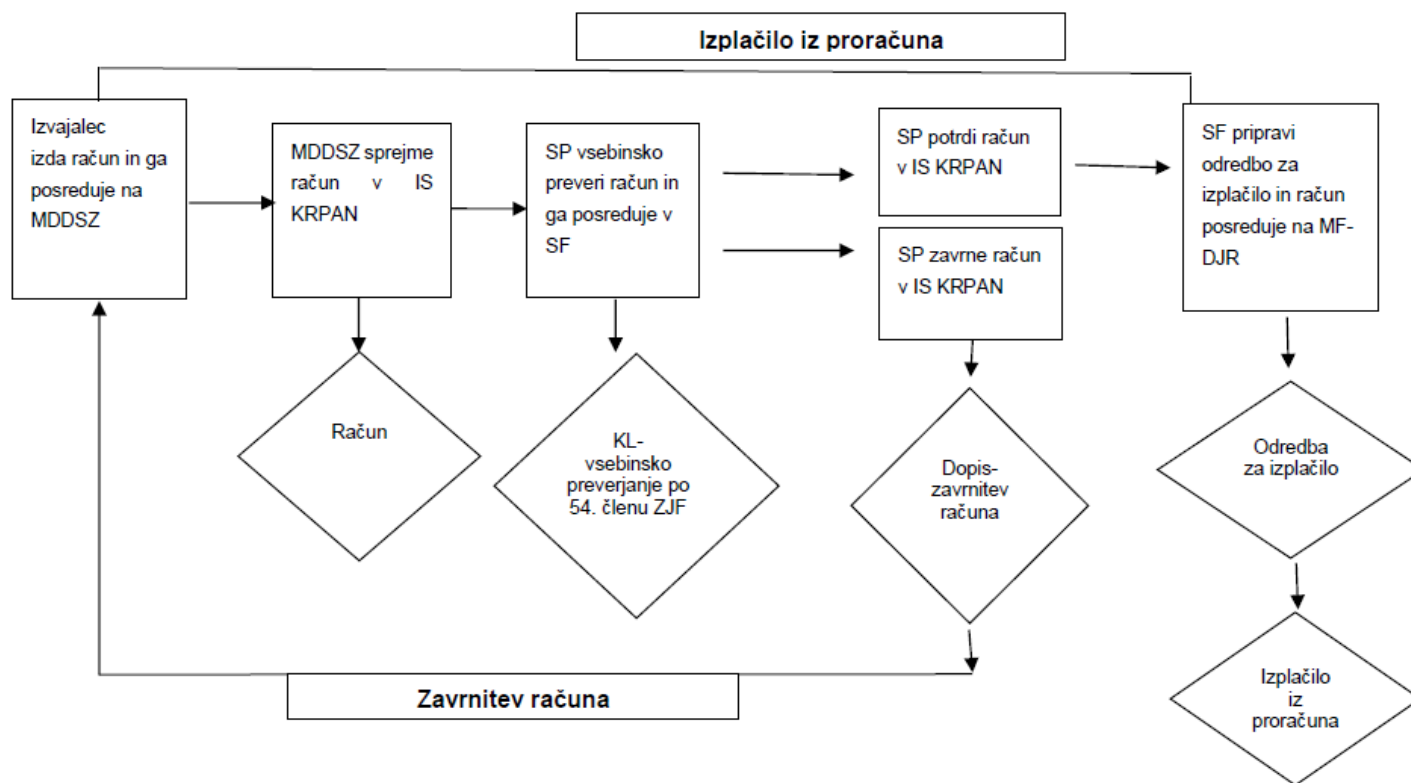 Izplačilo iz proračuna
Izvajalec
izda račun in ga
posreduje na
MDDSZ
MDDSZ sprejme
račun v IS
KRPAN
SP vsebinsko
preveri račun in
ga posreduje v
SF
SP potrdi račun
v IS KRPAN
SP zavrne račun
v IS KRPAN
SF pripravi
odredbo za
izplačilo in račun
posreduje na MF-
DJR
Račun
KL-
vsebinsko
preverjanje po
54. členu ZJF
Dopis-
zavrnitev
računa
Odredba
za izplačilo
Izplačilo
iz
proračuna
Zavrnitev računa